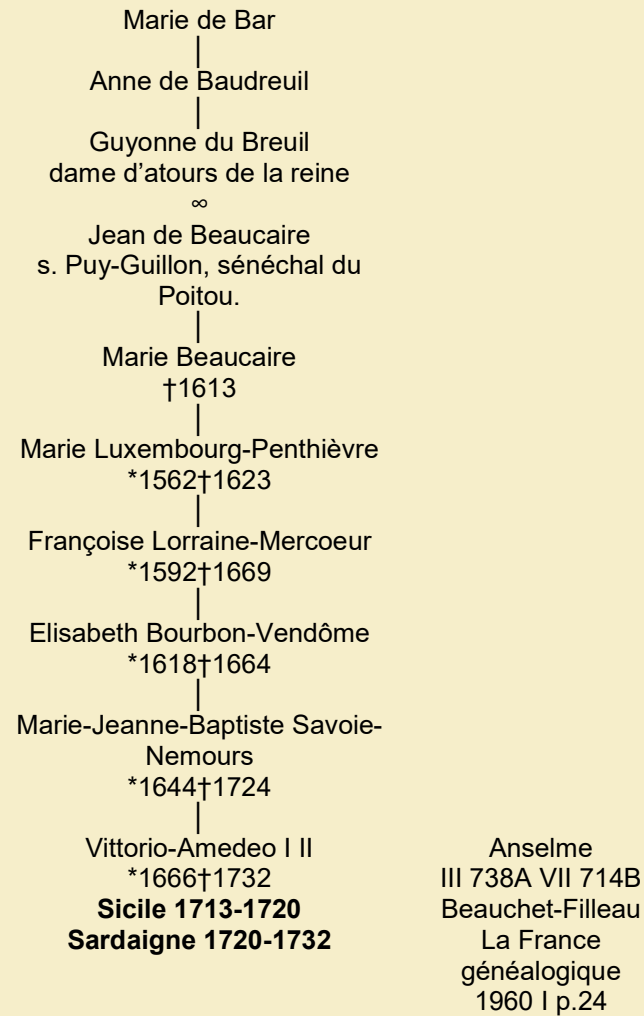 Marie de Bar
Anne de Baudreuil
Guyonne du Breuil
dame d'atours de la reine
∞
Jean de Beaucaire
s. Puy-Guillon, sénéchal du
Poitou.
Marie Beaucaire
†1613
Marie Luxembourg-Penthièvre
*1562†1623
Françoise Lorraine-Mercoeur
*1592†1669
Elisabeth Bourbon-Vendôme
*1618†1664
Marie-Jeanne-Baptiste Savoie-
Nemours
*1644†1724
Vittorio-Amedeo I II
*1666†1732
Sicile 1713-1720
Sardaigne 1720-1732
Anselme
III 738A VII 714B
Beauchet-Filleau
La France
généalogique
1960 I p.24